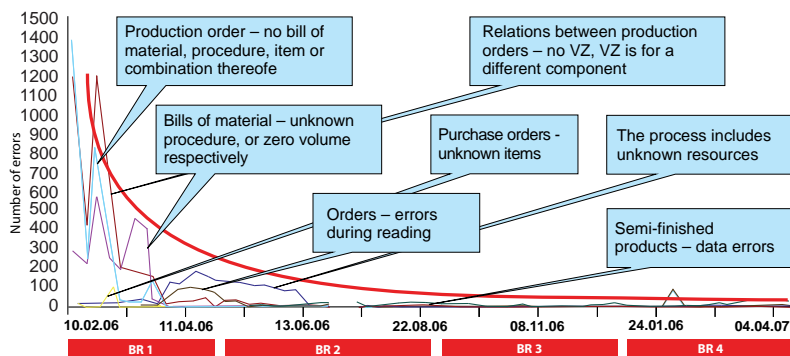 1500
1400
1300
1200
1100
1000
900
800
700
600
500
400
300
200
100
0
Number of errors
Production order – no bill of
material, procedure, item or
combination thereofe
Relations between production
orders – no VZ, VZ is for a
different component
Bills of material – unknown
procedure, or zero volume
respectively
Purchase orders -
unknown items
The process includes
unknown resources
Orders – errors
during reading
Semi-finished
products – data errors
10.02.06
11.04.06
13.06.06
22.08.06
08.11.06
24.01.06
04.04.07
BR 1
BR 2
BR 3
BR 4